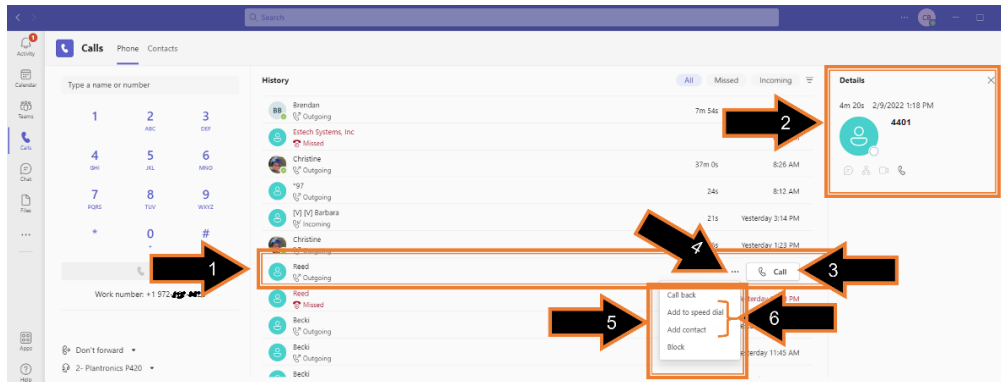 Search
CB
1
Activity
Calendar
Teams
Calls
Chat
Files
Apps
Help
Calls Phone Contacts
Type a name or number
1 2 3
ABC DEF
4 5 6
GHI JKL MNO
7 8 9
PQRS TUV WXYZ
* 0 #
Work number: +1 972-
Don't forward
2- Plantronics P420
History
All Missed Incoming
BB Brendan
Outgoing
7m 54s
Estech Systems, Inc
Missed
Christine
Outgoing
37m 0s 8:26 AM
*97
Outgoing
24s 8:12 AM
[V] [V] Barbara
Incoming
21s Yesterday 3:14 PM
Christine
Outgoing
Yesterday 1:23 PM
Reed
Outgoing
... Call
Reed
Missed
PM
Becki
Outgoing
Becki
Outgoing
Yesterday 11:45 AM
Becki
Call back
Add to speed dial
Add contact
Block
Details
4m 20s 2/9/2022 1:18 PM
4401
1
2
3
4
5
6